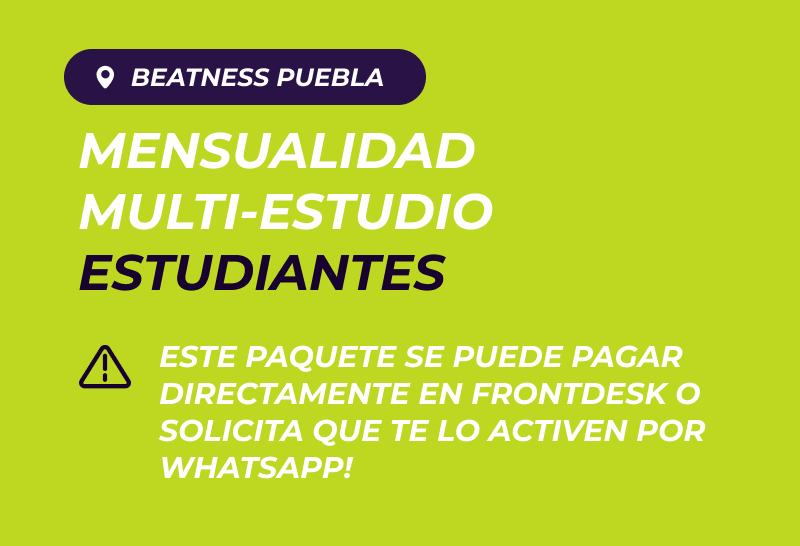 BEATNESS PUEBLA
MENSUALIDAD
MULTI-ESTUDIO
ESTUDIANTES
ESTE PAQUETE SE PUEDE PAGAR
DIRECTAMENTE EN FRONTDESK O
SOLICITA QUE TE LO ACTIVEN POR
WHATSAPP!